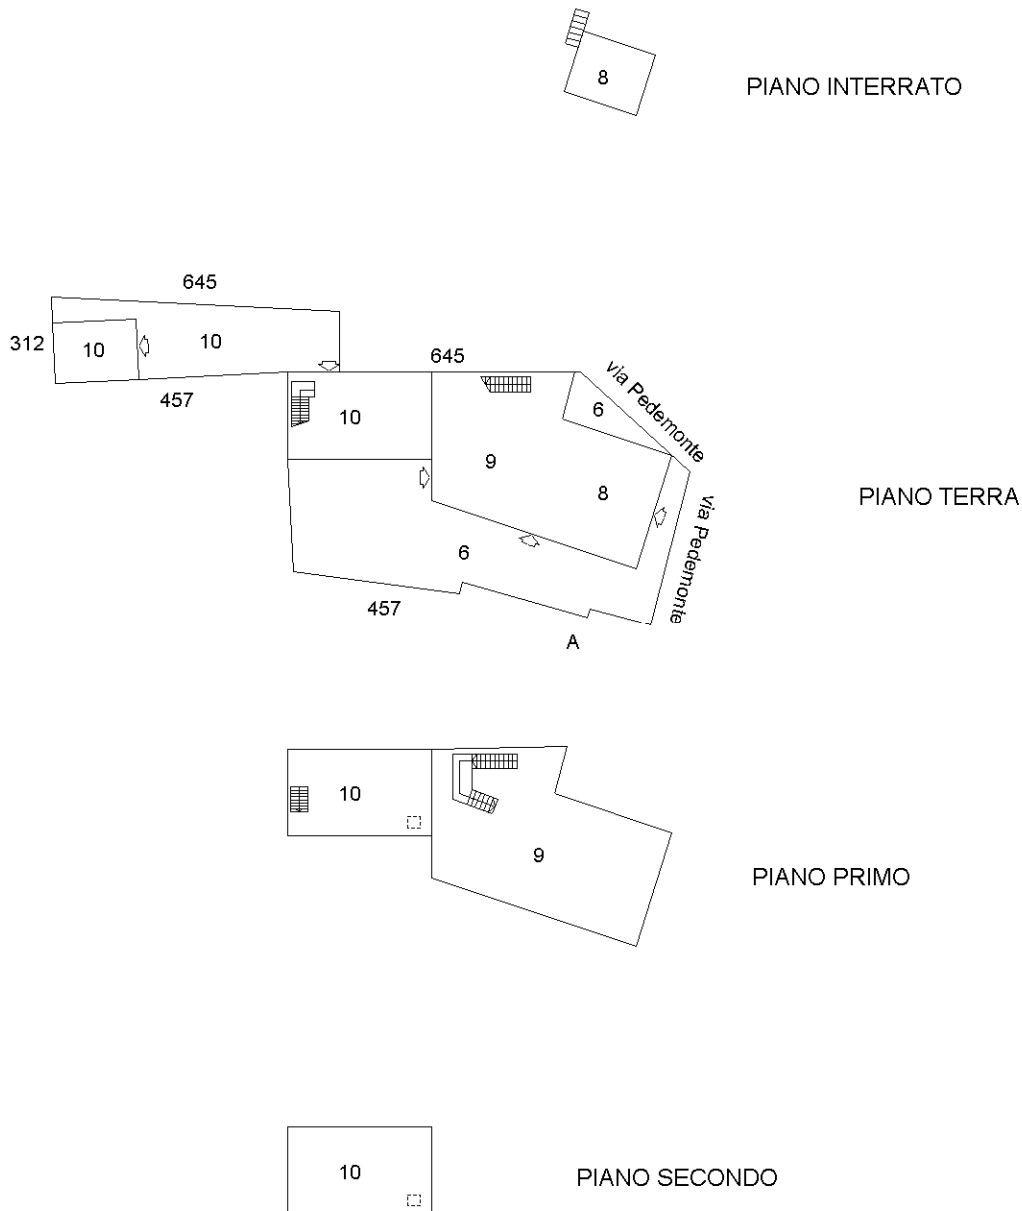 8
PIANO INTERRATO
645
312
10
10
457
645
via Pedemonte
10
6
9
8
via Pedemonte
PIANO TERRA
6
457
A
10
9
PIANO PRIMO
10
PIANO SECONDO